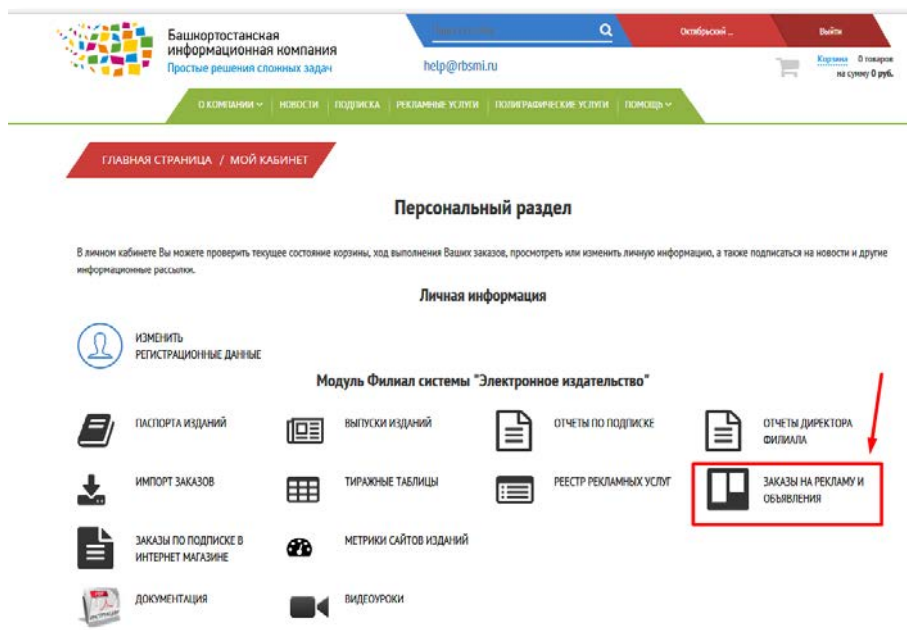 Башкортостанская
информационная компания
Простые решения сложных задач
help@rbsmi.ru
Октябрьский ...
Выйти
Корзина 0 товаров
на сумму 0 руб.
О КОМПАНИИ НОВОСТИ ПОДПИСКА РЕКЛАМНЫЕ УСЛУГИ ПОЛИГРАФИЧЕСКИЕ УСЛУГИ ПОМОЩЬ
ГЛАВНАЯ СТРАНИЦА / МОЙ КАБИНЕТ
Персональный раздел
В личном кабинете Вы можете проверить текущее состояние корзины, ход выполнения Ваших заказов, просмотреть или изменить личную информацию, а также подписаться на новости и другие
информационные рассылки.
Личная информация
ИЗМЕНИТЬ
РЕГИСТРАЦИОННЫЕ ДАННЫЕ
Модуль Филиал системы "Электронное издательство"
ПАСПОРТА ИЗДАНИЙ
ВЫПУСКИ ИЗДАНИЙ
ОТЧЕТЫ ПО ПОДПИСКЕ
ОТЧЕТЫ ДИРЕКТОРА
ФИЛИАЛА
ИМПОРТ ЗАКАЗОВ
ТИРАЖНЫЕ ТАБЛИЦЫ
РЕЕСТР РЕКЛАМНЫХ УСЛУГ
ЗАКАЗЫ НА РЕКЛАМУ И
ОБЪЯВЛЕНИЯ
ЗАКАЗЫ ПО ПОДПИСКЕ В
ИНТЕРНЕТ МАГАЗИНЕ
МЕТРИКИ САЙТОВ ИЗДАНИЙ
ДОКУМЕНТАЦИЯ
ВИДЕОУРОКИ